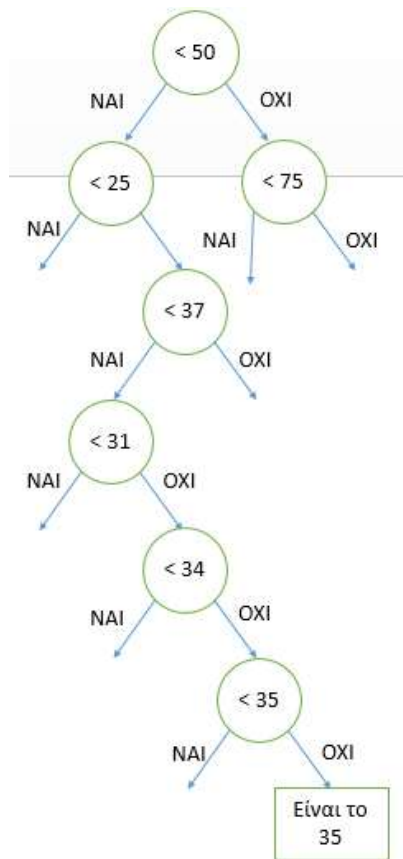 < 50
ΝΑΙ
ΟΧΙ
< 25
< 75
ΝΑΙ
ΝΑΙ
ΟΧΙ
< 37
ΝΑΙ
ΟΧΙ
< 31
ΝΑΙ
ΟΧΙ
< 34
ΝΑΙ
ΟΧΙ
< 35
ΝΑΙ
ΟΧΙ
Είναι το
35